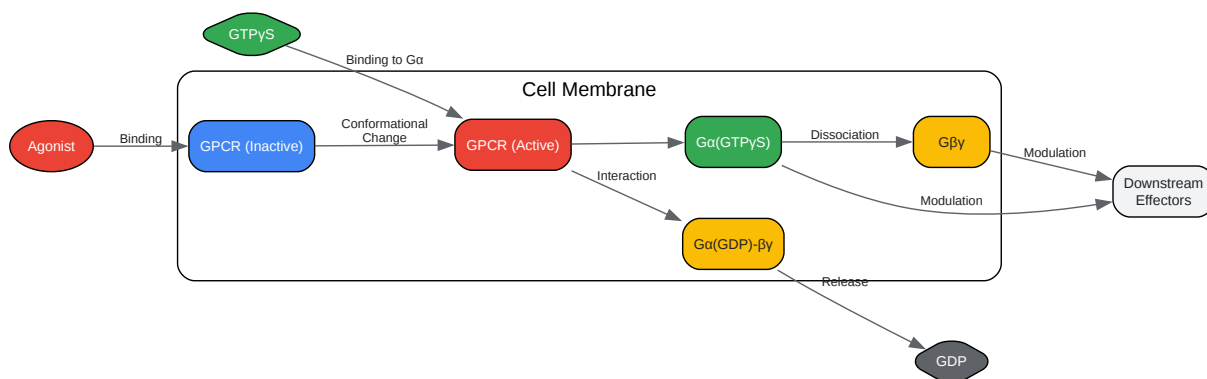 GTPγS
Binding to Gα
Cell Membrane
Agonist
Binding
GPCR (Inactive)
Conformational
Change
GPCR (Active)
Gα(GTPγS)
Dissociation
Gβγ
Modulation
Downstream
Effectors
Interaction
Modulation
Gα(GDP)-βγ
Release
GDP